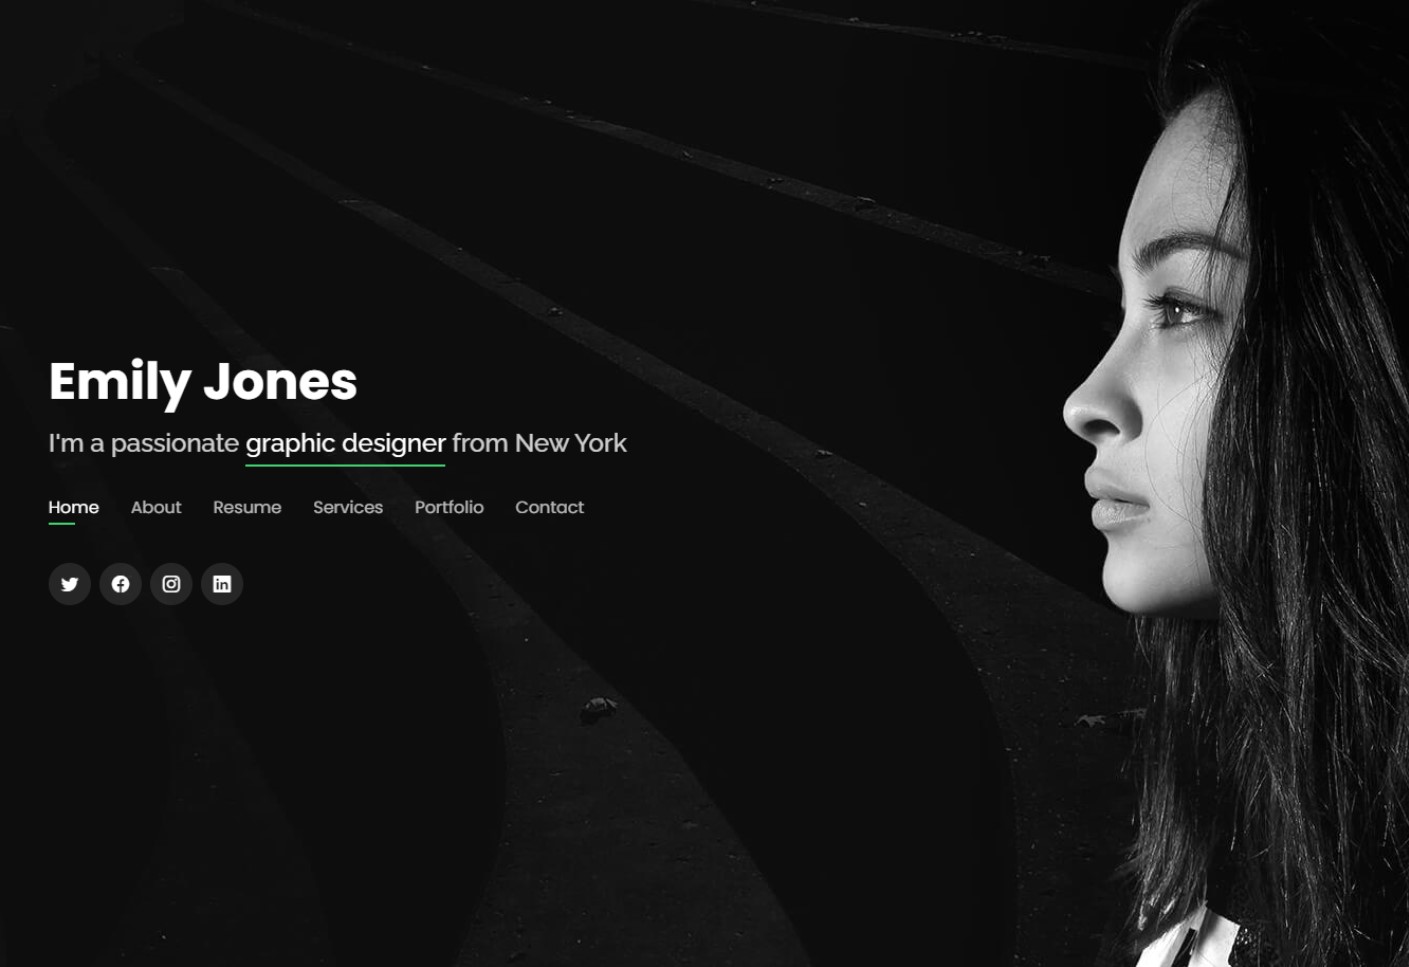 Emily Jones
I'm a passionate graphic designer from New York
Home About Resume Services Portfolio Contact